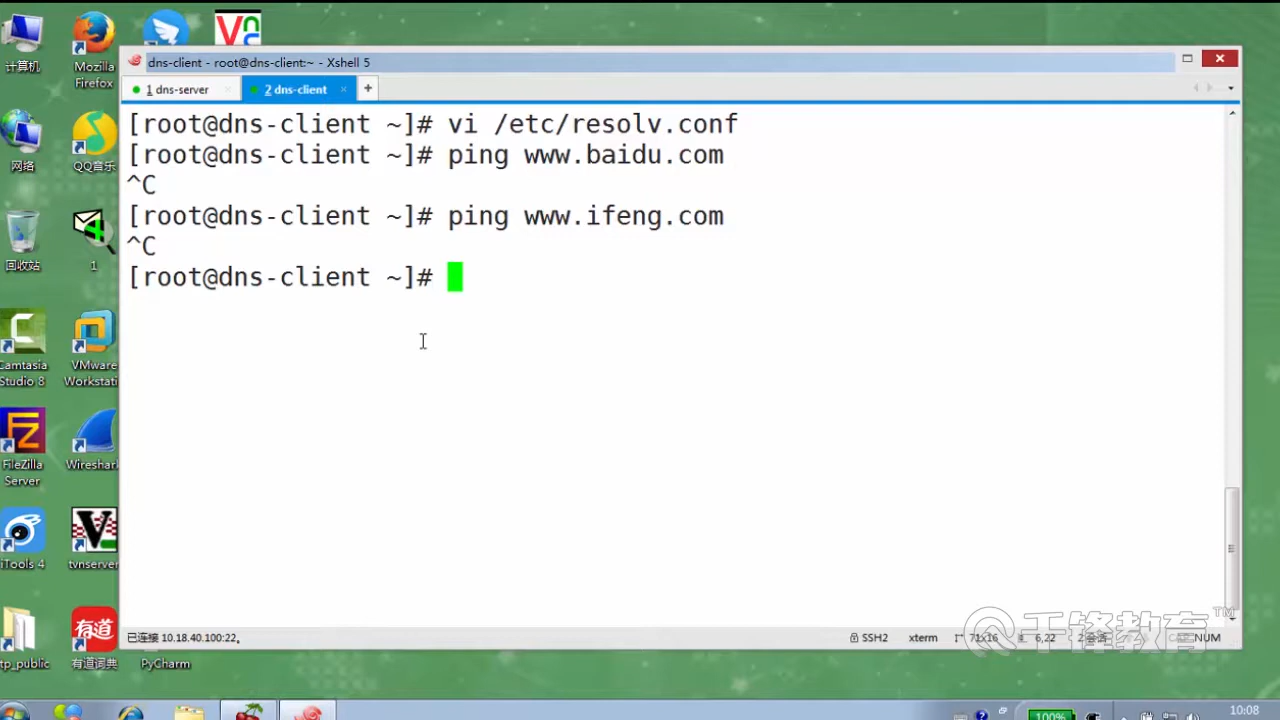 计算机
Mozilla
Firefox
dns-client - root@dns-client:~ - Xshell 5
1 dns-server
2 dns-client
[root@dns-client ~]# vi /etc/resolv.conf
[root@dns-client ~]# ping www.baidu.com
^C
[root@dns-client ~]# ping www.ifeng.com
^C
[root@dns-client ~]#
网络
QQ音乐
回收站
1
Camtasia
Studio 8
VMware
Workstati
FileZilla
Server
Wireshark
iTools 4
tvnserver
有道
tp_public
有道词典
PyCharm
已连接 10.18.40.100:22。
SSH2
xterm
71x16
6,22
NUM
千锋教育
TM
100%
10:08